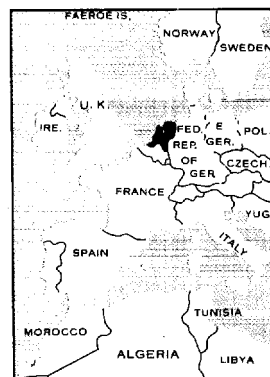 FAEROE IS.
NORWAY
SWEDEN
U. K.
IRE.
FED. REP. OF GER.
E GER.
POL.
CZECH.
FRANCE
YUG
ITALY
SPAIN
TUNISIA
MOROCCO
ALGERIA
LIBYA